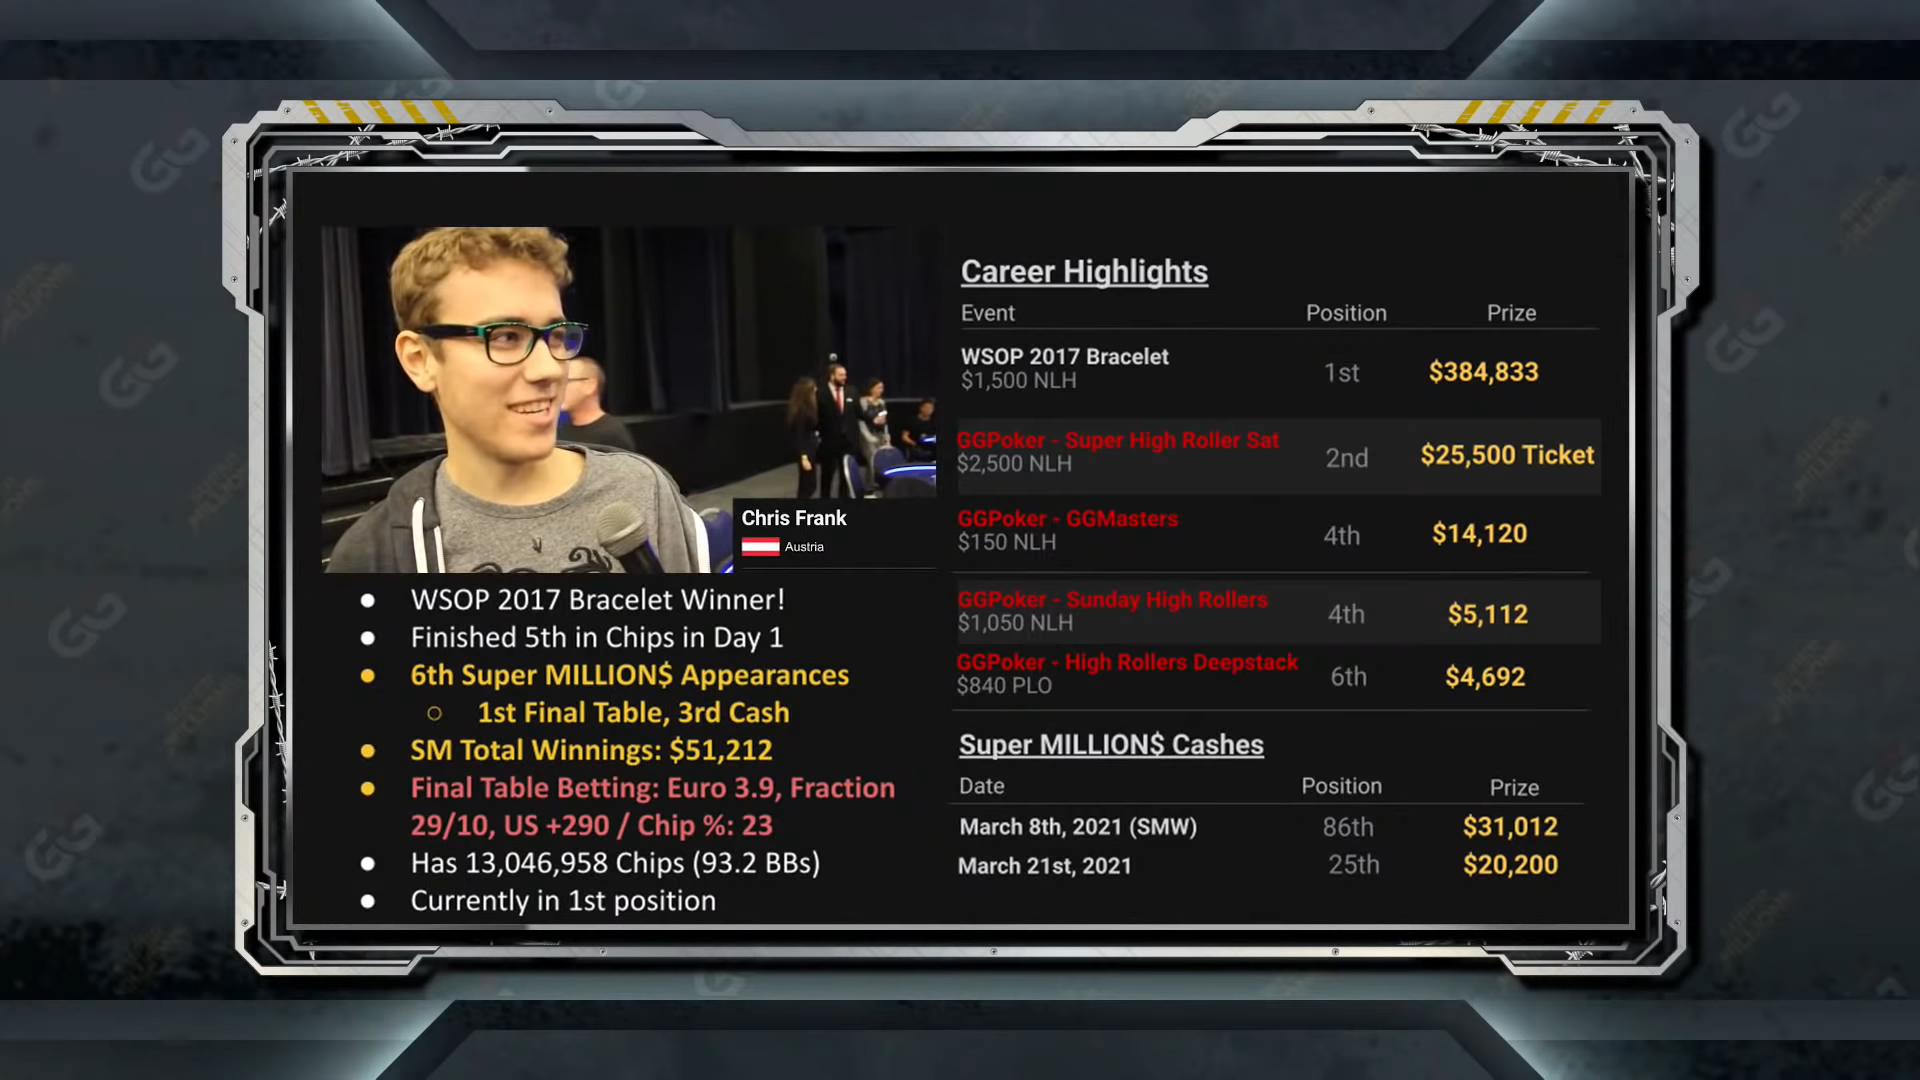 Chris Frank
Austria
WSOP 2017 Bracelet Winner!
Finished 5th in Chips in Day 1
6th Super MILLION$ Appearances
1st Final Table, 3rd Cash
SM Total Winnings: $51,212
Final Table Betting: Euro 3.9, Fraction
29/10, US +290 / Chip %: 23
Has 13,046,958 Chips (93.2 BBs)
Currently in 1st position
Career Highlights
Event Position Prize
WSOP 2017 Bracelet
$1,500 NLH 1st $384,833
GGPoker - Super High Roller Sat
$2,500 NLH 2nd $25,500 Ticket
GGPoker - GGMasters
$150 NLH 4th $14,120
GGPoker - Sunday High Rollers
$1,050 NLH 4th $5,112
GGPoker - High Rollers Deepstack
$840 PLO 6th $4,692
Super MILLION$ Cashes
Date Position Prize
March 8th, 2021 (SMW) 86th $31,012
March 21st, 2021 25th $20,200